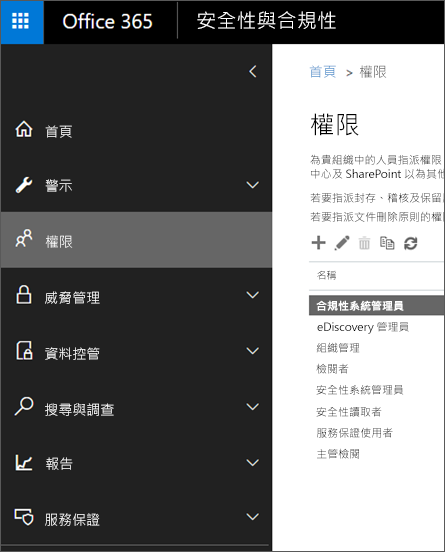 Office 365
安全性與合規性
首頁
警示
權限
威脅管理
資料控管
搜尋與調查
報告
服務保證
首頁 > 權限
權限
為貴組織中的人員指派權限
中心及 SharePoint 以為其他
若要指派封存、稽核及保留
若要指派文件刪除原則的權
名稱
合規性系統管理員
eDiscovery 管理員
組織管理
檢閱者
安全性系統管理員
安全性讀取者
服務保證使用者
主管檢閱